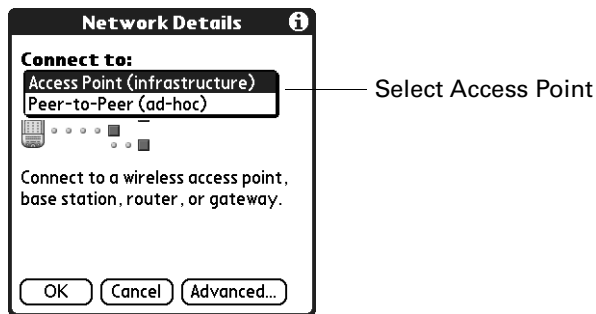 Network Details
Connect to:
Access Point (infrastructure)
Select Access Point
Peer-to-Peer (ad-hoc)
Connect to a wireless access point,
base station, router, or gateway.
OK Cancel Advanced...